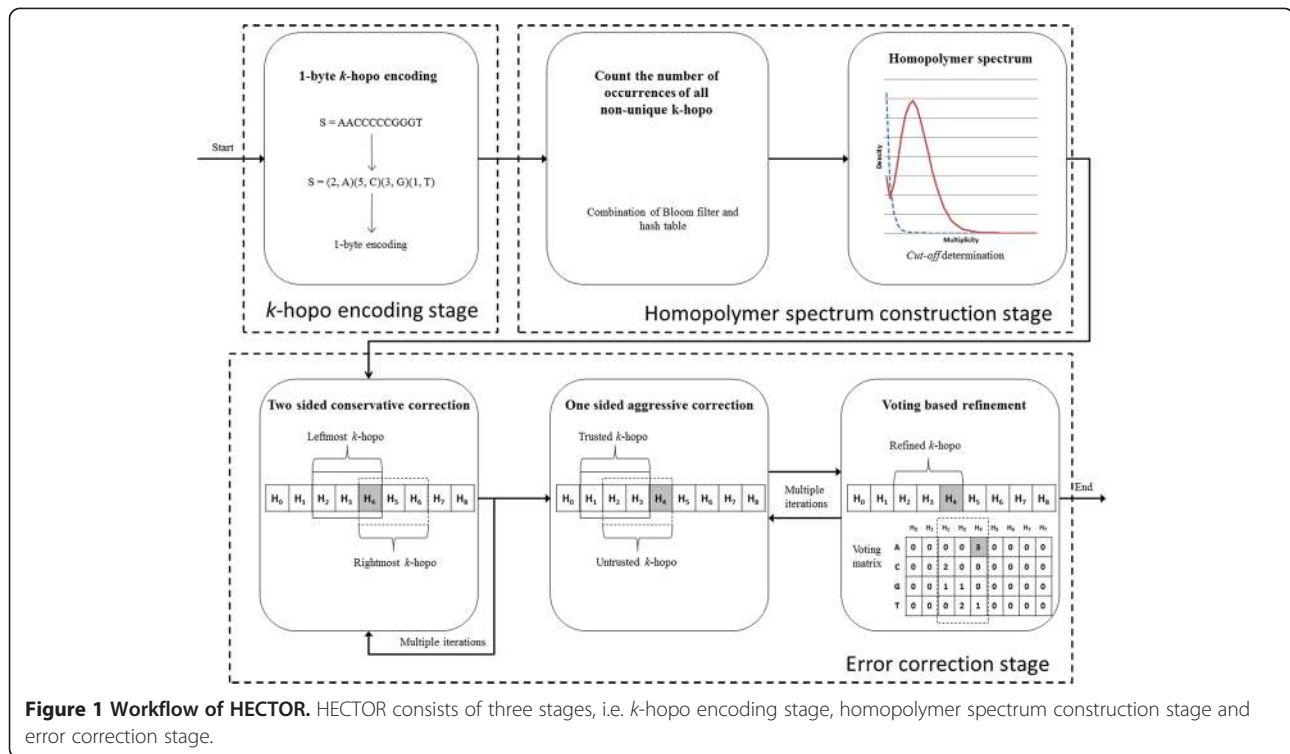 1-byte k-hopo encoding
S = AACCCCCGGGT
S = (2, A)(5, C)(3, G)(1, T)
1-byte encoding
k-hopo encoding stage
Start
Count the number of
occurrences of all
non-unique k-hopo
Combination of Bloom filter and
hash table
Homopolymer spectrum
Density
Multiplicity
Cut-off determination
Homopolymer spectrum construction stage
Two sided conservative correction
Leftmost k-hopo
H0 H1 H2 H3 H4 H5 H6 H7 H8
Rightmost k-hopo
Multiple iterations
One sided aggressive correction
Trusted k-hopo
H0 H1 H2 H3 H4 H5 H6 H7 H8
Untrusted k-hopo
Multiple
iterations
Voting based refinement
Refined k-hopo
H0 H1 H2 H3 H4 H5 H6 H7 H8
End
Voting
matrix
A 0 0 0 0 3 0 0 0 0
C 0 0 2 0 0 0 0 0 0
G 0 0 1 1 0 0 0 0 0
T 0 0 0 2 1 0 0 0 0
Error correction stage
Figure 1 Workflow of HECTOR. HECTOR consists of three stages, i.e. k-hopo encoding stage, homopolymer spectrum construction stage and
error correction stage.